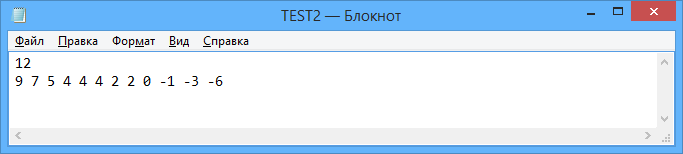 TEST2 — Блокнот
Файл Правка Формат Вид Справка
12
9 7 5 4 4 4 2 2 0 -1 -3 -6